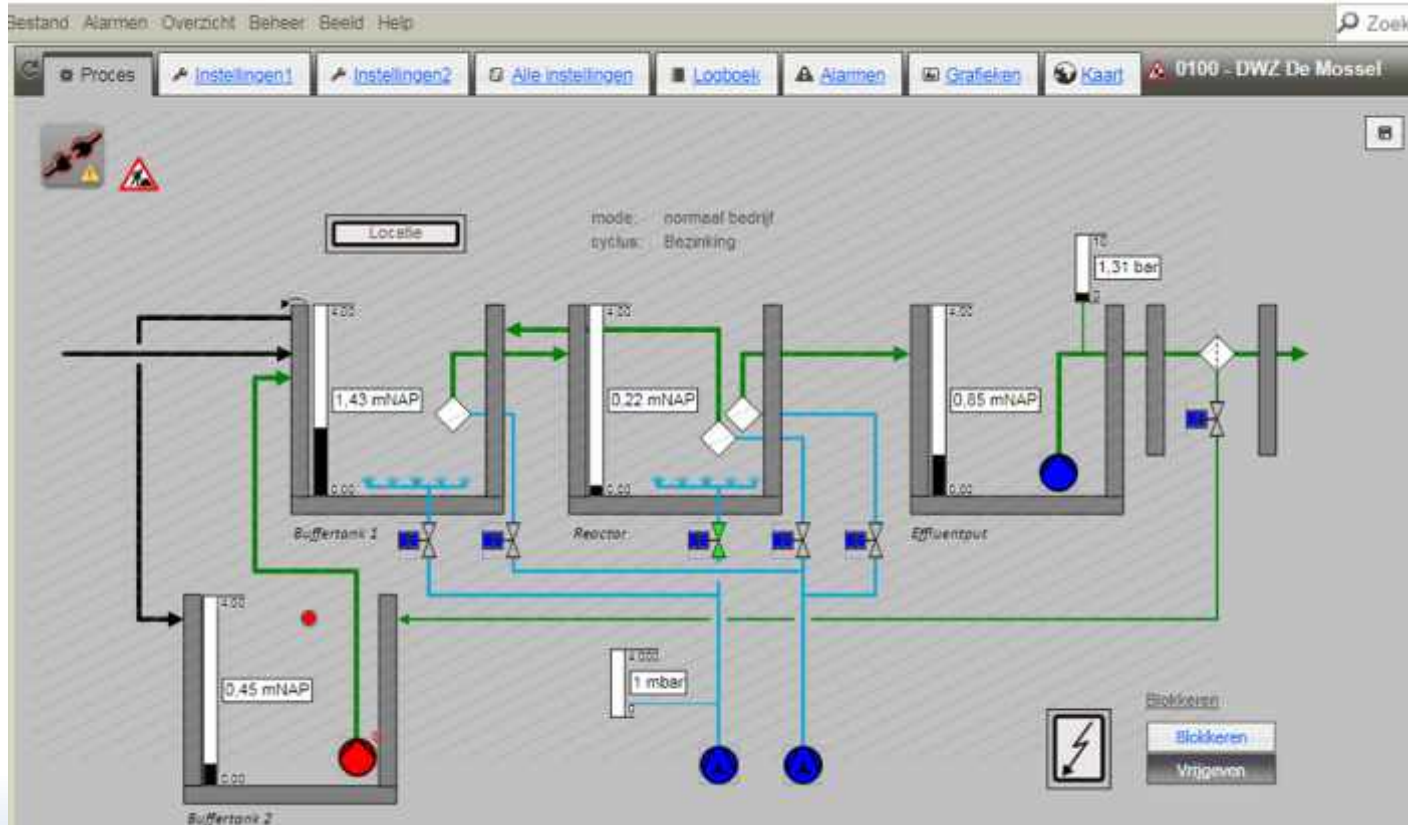 Bestand Alarmen Overzicht Beheer Beeld Help
Zoek
Proces Instellingen1 Instellingen2 Alle instellingen Logboek Alarmen Grafieken Kaart 0100 - DWZ De Mossel
Locatie
mode: normaal bedrijf
cyclus: Bezinking
10
1,31 bar
0
4,00
4,00
4,00
1,43 mNAP
0,22 mNAP
0,85 mNAP
0,00
0,00
0,00
Buffertank 1
Reactor
Effluentput
4,00
0,45 mNAP
0,00
Buffertank 2
4,000
1 mbar
0
Blokkeren
Blokkeren
Vrijgeven